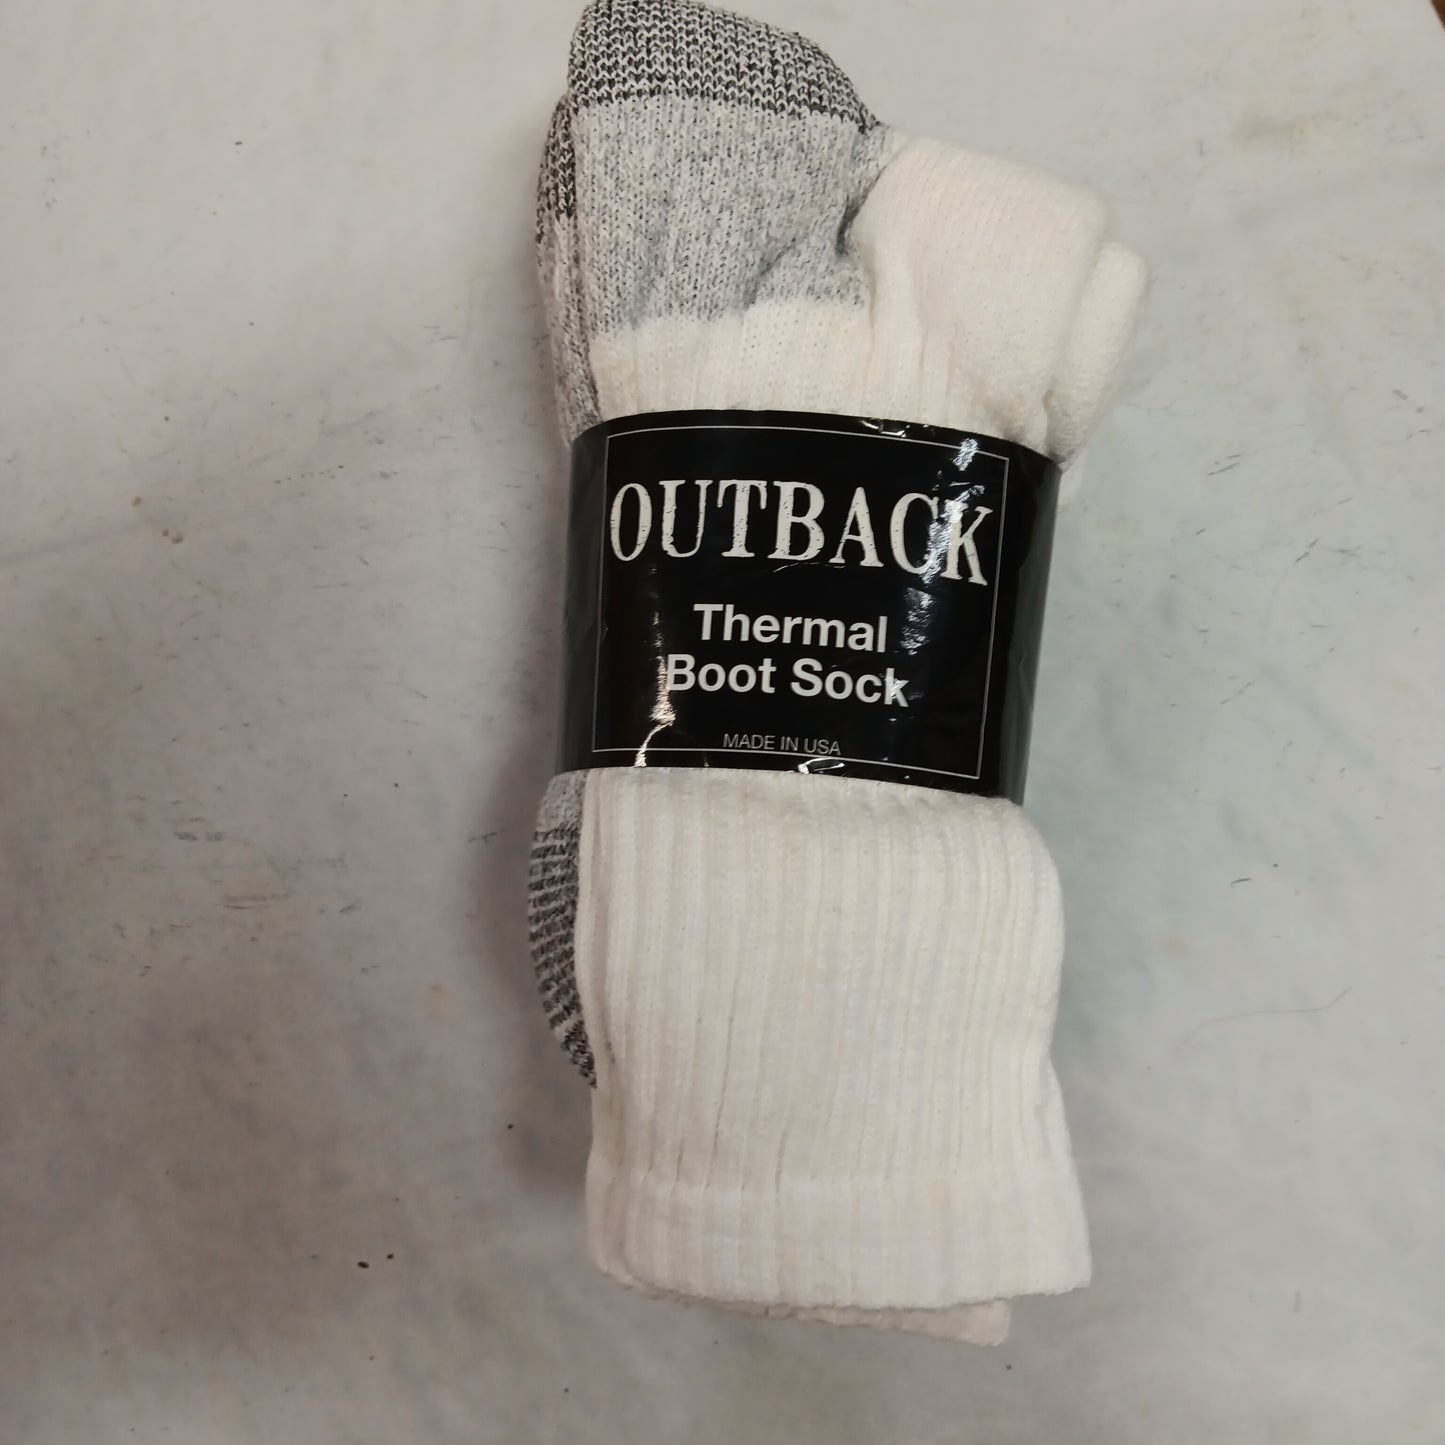 OUTBACK
Thermal
Boot Sock
MADE IN USA